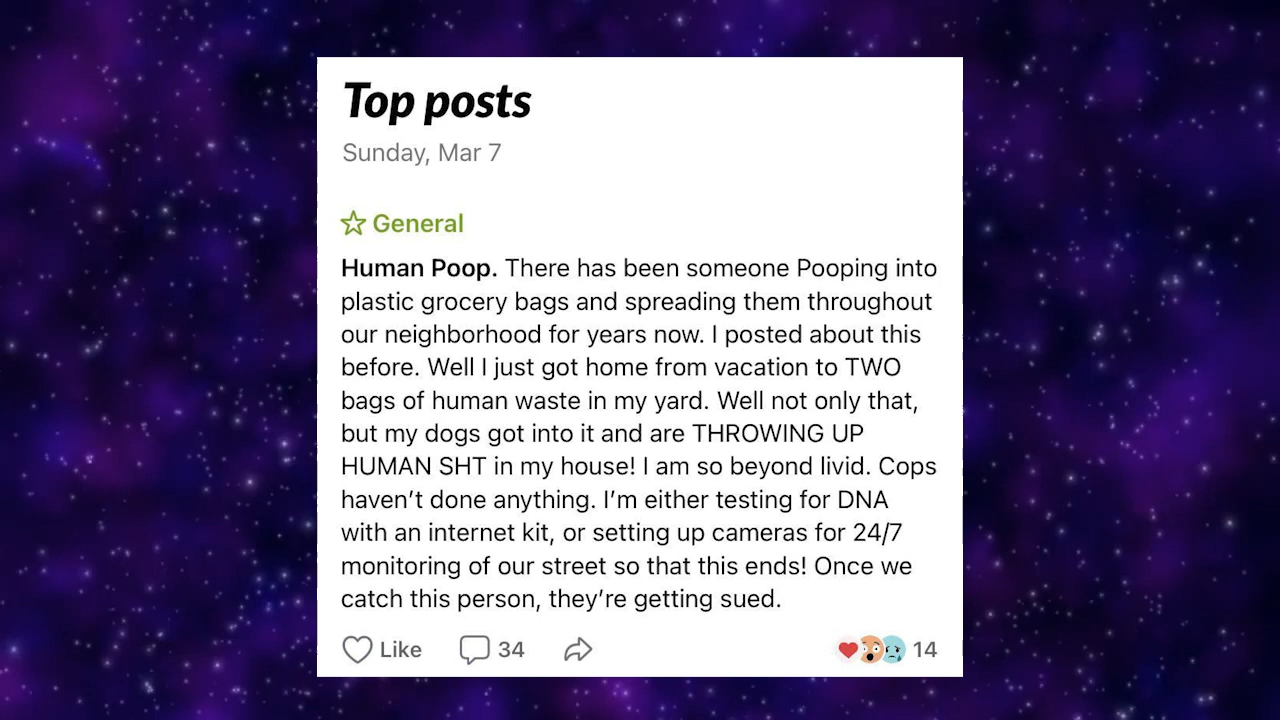 Top posts
Sunday, Mar 7
General
Human Poop. There has been someone Pooping into
plastic grocery bags and spreading them throughout
our neighborhood for years now. I posted about this
before. Well I just got home from vacation to TWO
bags of human waste in my yard. Well not only that,
but my dogs got into it and are THROWING UP
HUMAN SHT in my house! I am so beyond livid. Cops
haven’t done anything. I’m either testing for DNA
with an internet kit, or setting up cameras for 24/7
monitoring of our street so that this ends! Once we
catch this person, they’re getting sued.
Like 34 14